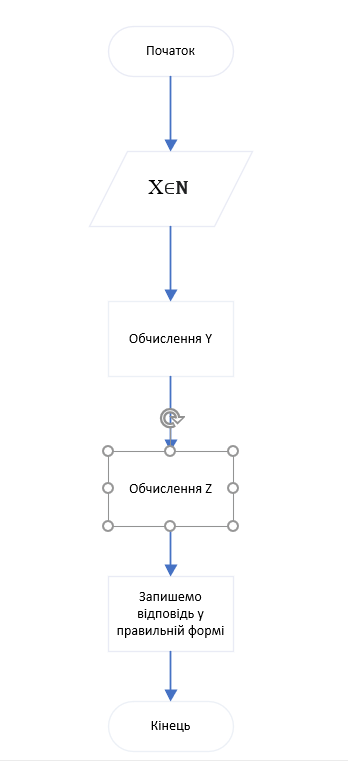 Початок
X∈N
Обчислення Y
Обчислення Z
Запишемо
відповідь у
правильній формі
Кінець